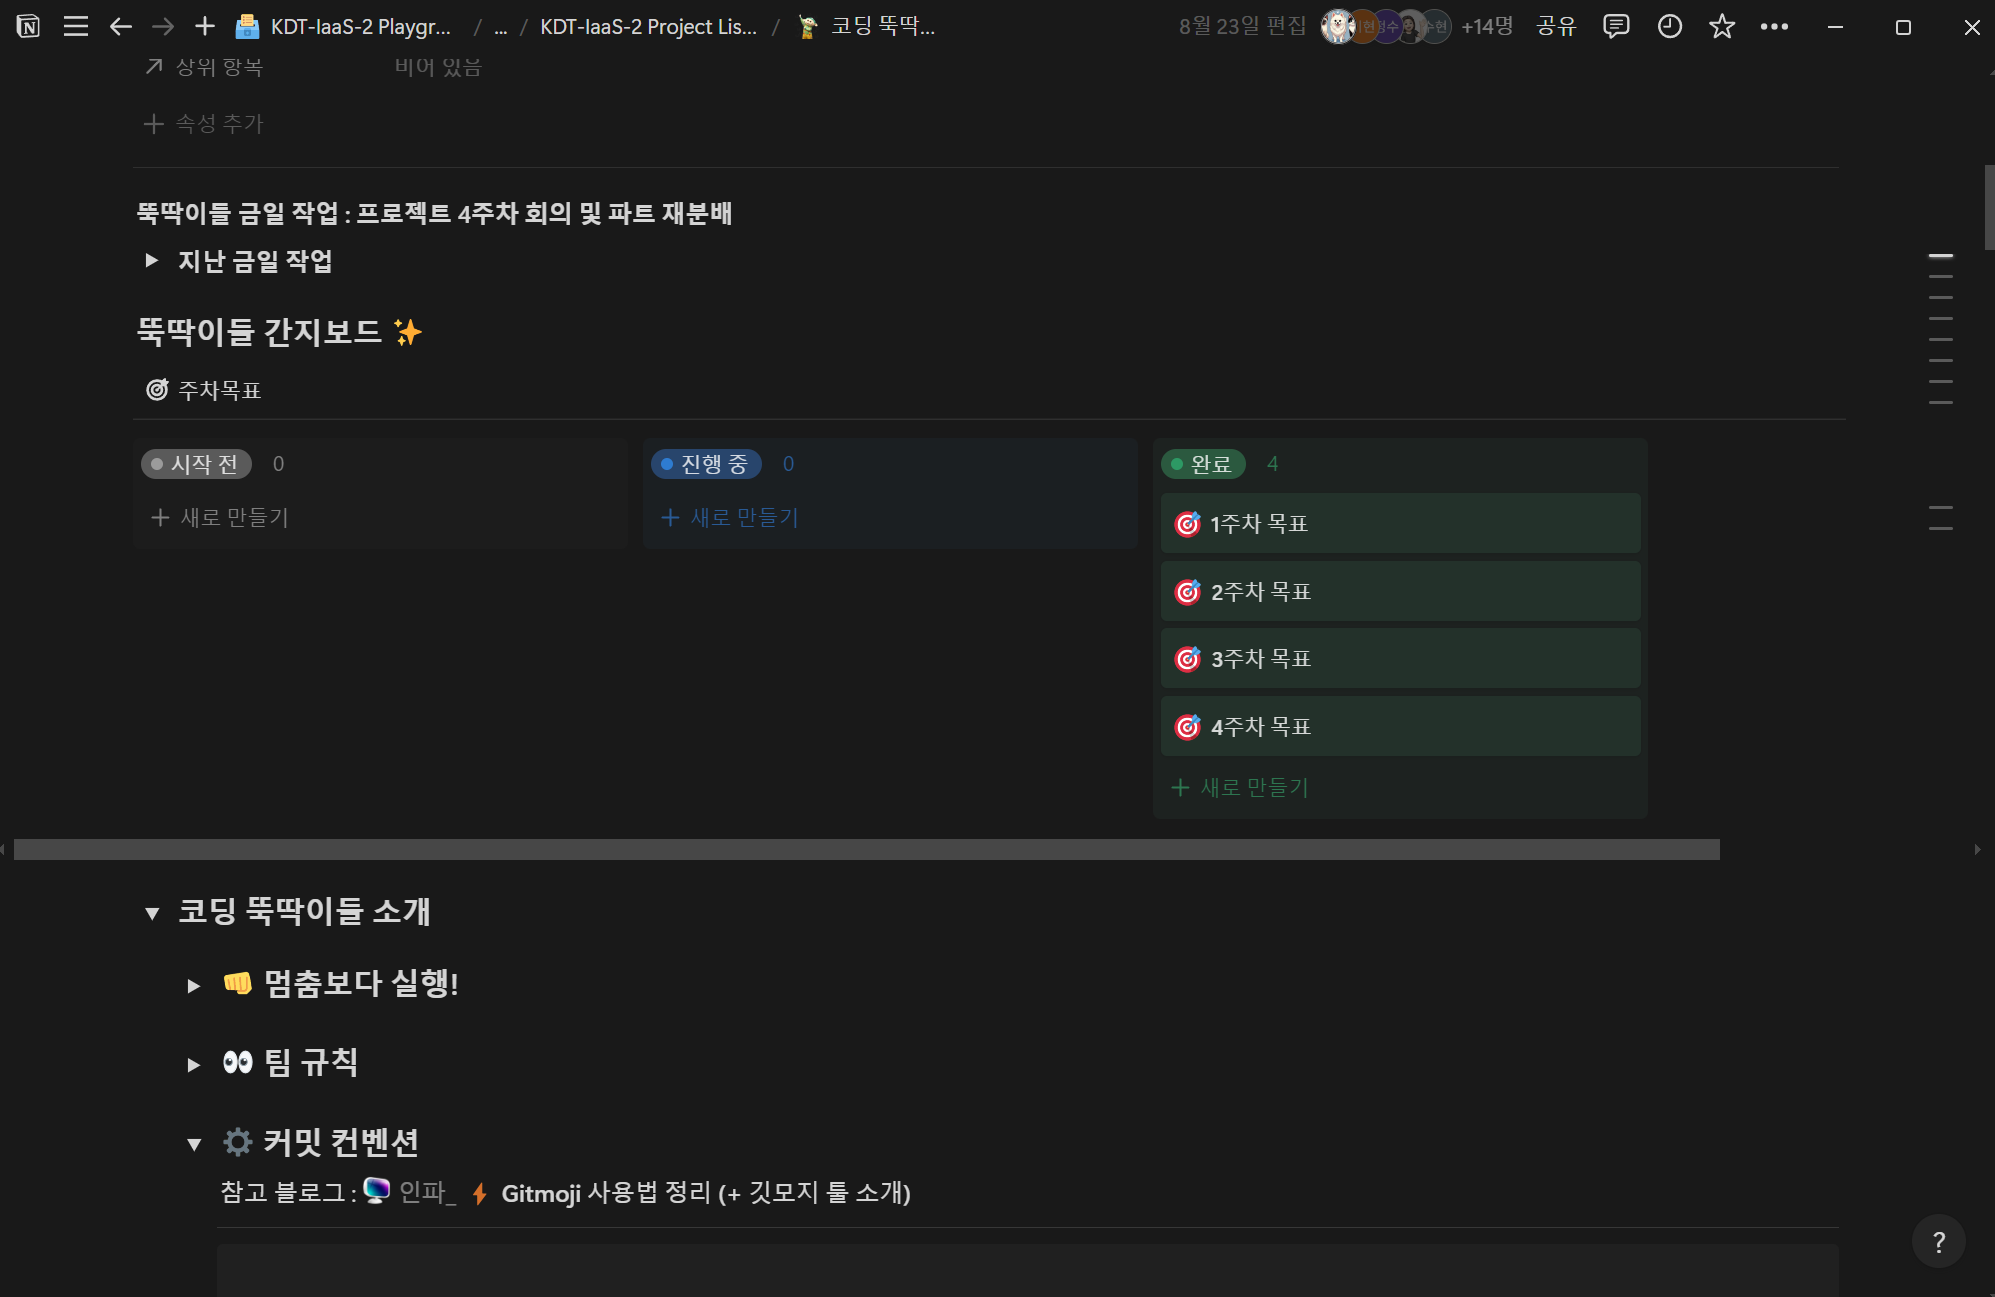 KDT-IaaS-2 Playgr... / ... / KDT-IaaS-2 Project Lis... / 코딩 뚝딱... 8월 23일 편집 +14명 공유
상위 항목 비어 있음
속성 추가
뚝딱이들 금일 작업 : 프로젝트 4주차 회의 및 파트 재분배
지난 금일 작업
뚝딱이들 간지보드 ✨
주차목표
시작 전 0 진행 중 0 완료 4
+ 새로 만들기 + 새로 만들기
1주차 목표
2주차 목표
3주차 목표
4주차 목표
+ 새로 만들기
코딩 뚝딱이들 소개
👊 멈춤보다 실행!
👀 팀 규칙
⚙️ 커밋 컨벤션
참고 블로그 : 인파_ Gitmoji 사용법 정리 (+ 깃모지 툴 소개)
?